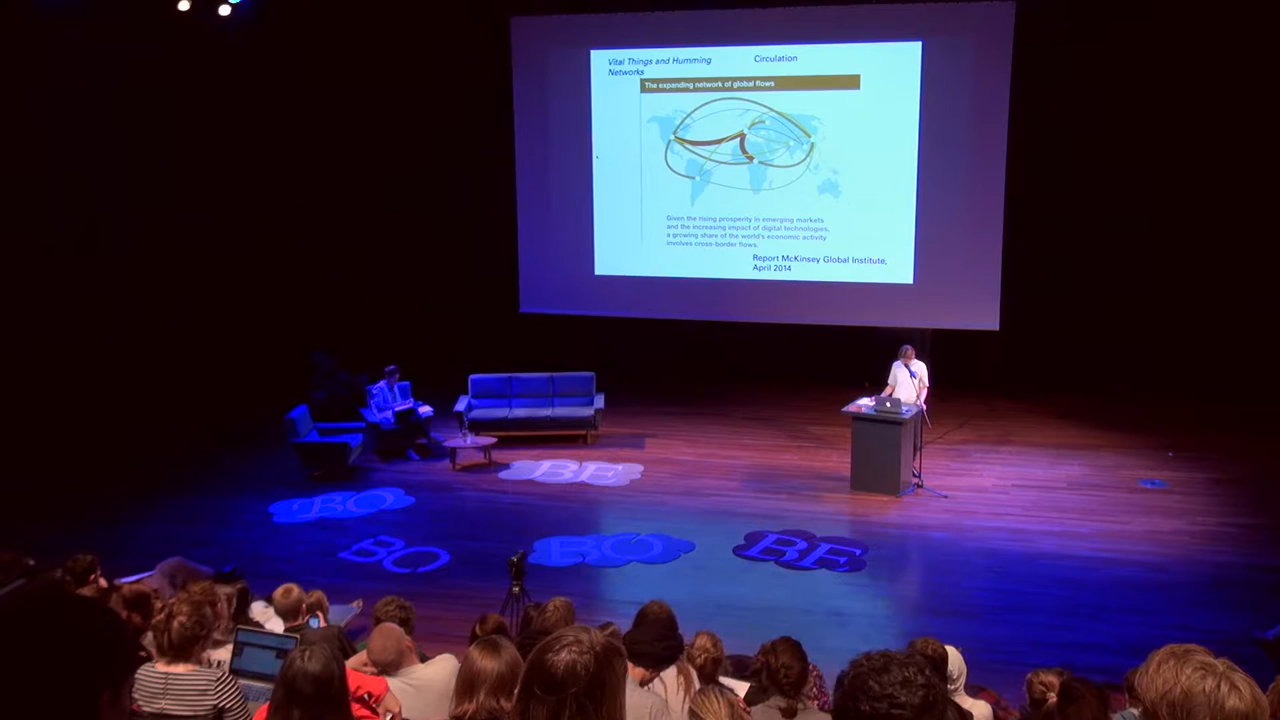 Vital Things and Humming
Networks
Circulation
The expanding network of global flows
Given the rising prosperity in emerging markets
and the increasing impact of digital technologies,
a growing share of the world's economic activity
involves cross-border flows.
Report McKinsey Global Institute,
April 2014
BE
BO
BO
BO
BE